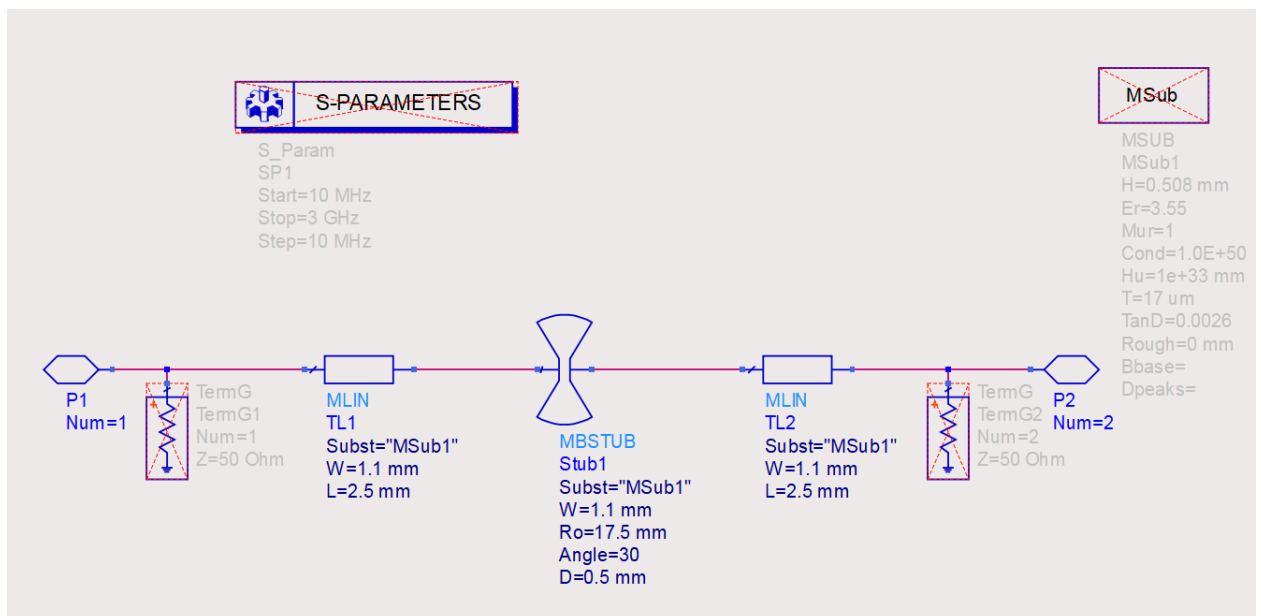 S-PARAMETERS
S_Param
SP1
Start=10 MHz
Stop=3 GHz
Step=10 MHz
MSub
MSUB
MSub1
H=0.508 mm
Er=3.55
Mur=1
Cond=1.0E+50
Hu=1e+33 mm
T=17 um
TanD=0.0026
Rough=0 mm
Bbase=
Dpeaks=
P1
Num=1
+
TermG
TermG1
Num=1
Z=50 Ohm
MLIN
TL1
Subst="MSub1"
W=1.1 mm
L=2.5 mm
MBSTUB
Stub1
Subst="MSub1"
W=1.1 mm
Ro=17.5 mm
Angle=30
D=0.5 mm
MLIN
TL2
Subst="MSub1"
W=1.1 mm
L=2.5 mm
+
TermG
TermG2
Num=2
Z=50 Ohm
P2
Num=2